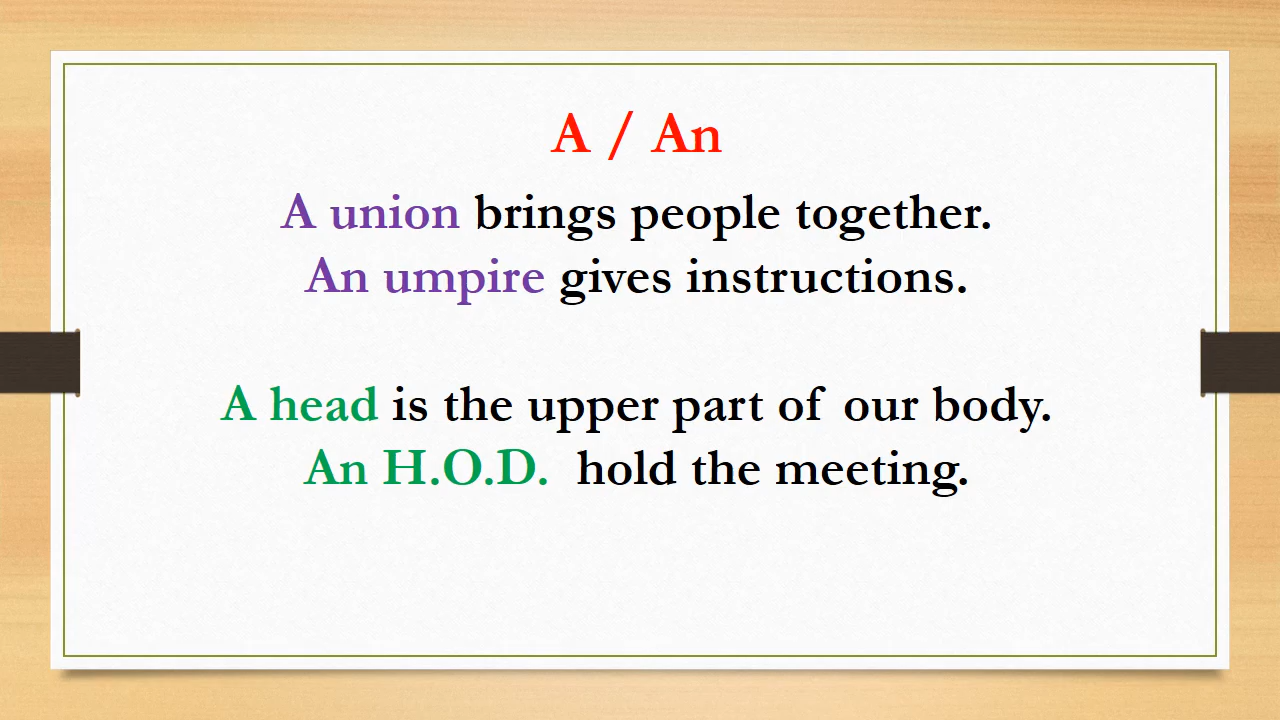 A / An
A union brings people together.
An umpire gives instructions.
A head is the upper part of our body.
An H.O.D. hold the meeting.